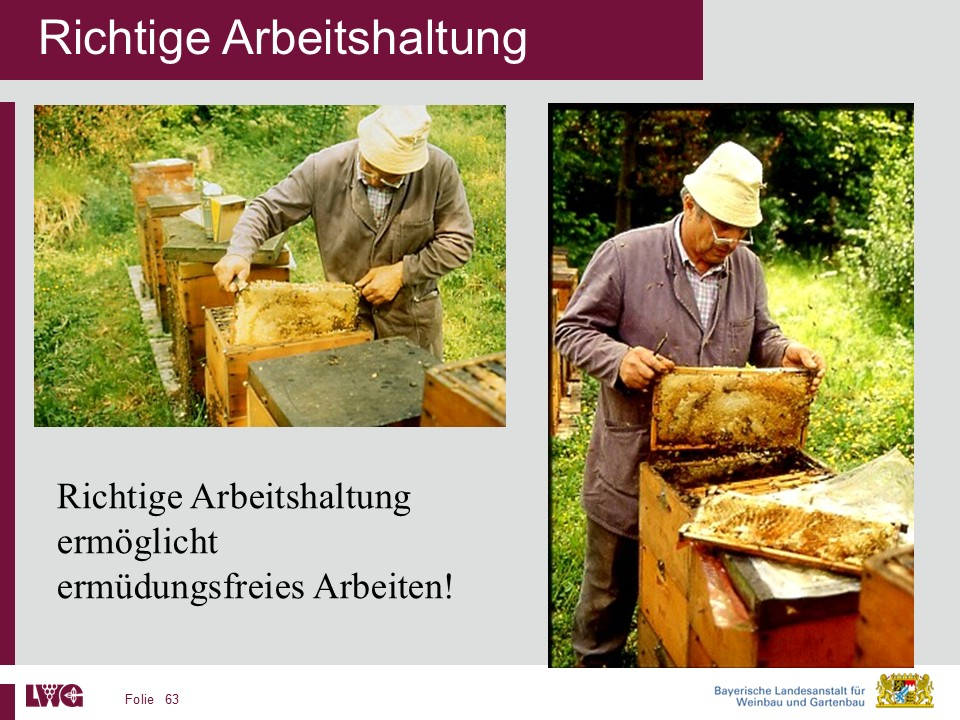 Richtige Arbeitshaltung
Richtige Arbeitshaltung
ermöglicht
ermüdungsfreies Arbeiten!
LWG
Folie 63
Bayerische Landesanstalt für
Weinbau und Gartenbau